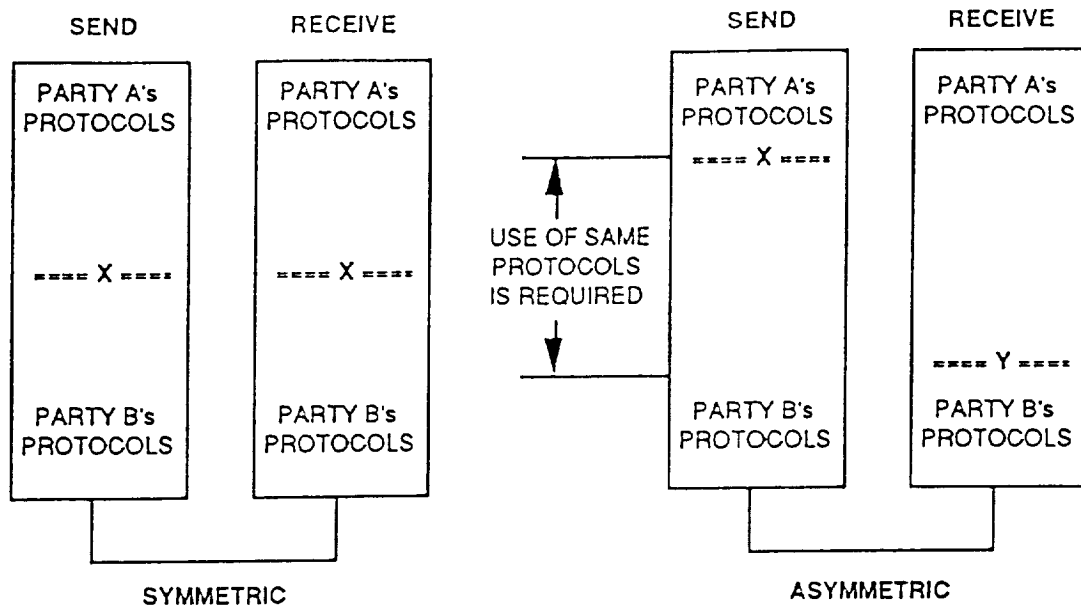 SEND
RECEIVE
PARTY A's
PROTOCOLS
==== X ====
PARTY B's
PROTOCOLS
PARTY A's
PROTOCOLS
==== X ====
PARTY B's
PROTOCOLS
SYMMETRIC
SEND
RECEIVE
USE OF SAME
PROTOCOLS
IS REQUIRED
PARTY A's
PROTOCOLS
==== X ====
PARTY B's
PROTOCOLS
PARTY A's
PROTOCOLS
==== Y ====
PARTY B's
PROTOCOLS
ASYMMETRIC